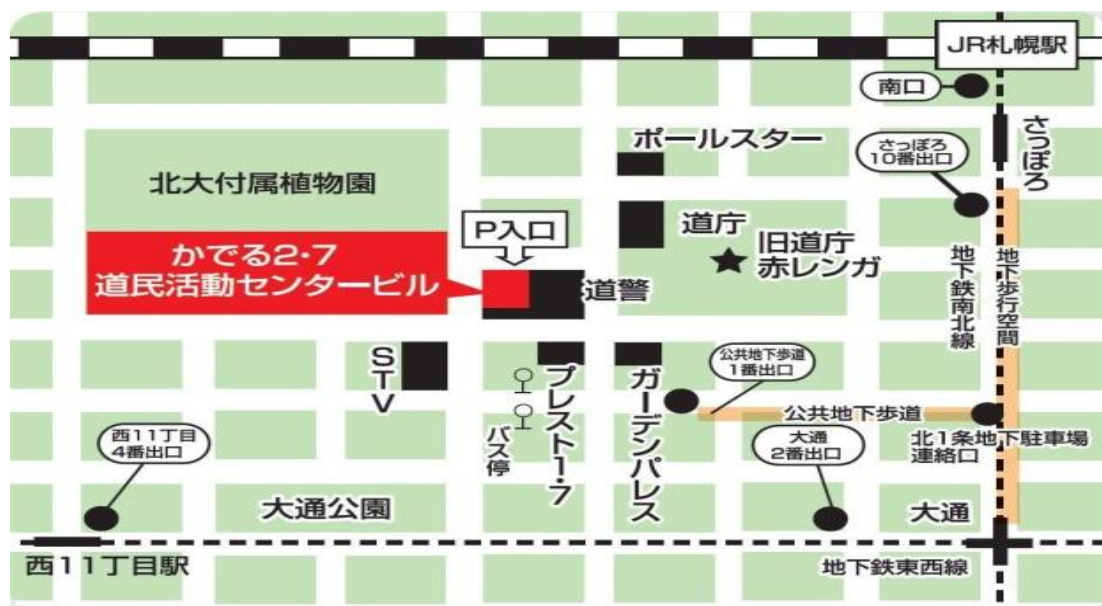 JR札幌駅
南口
さっぽろ
さっぽろ
10番出口
ポールスター
北大付属植物園
P入口
道庁
旧道庁
赤レンガ
かでる2・7
道民活動センタービル
道警
地下鉄南北線
地下歩行空間
STV
バス停
プレスト1・7
ガーデンパレス
公共地下歩道
1番出口
公共地下歩道
北1条地下駐車場
連絡口
西11丁目
4番出口
大通
2番出口
大通公園
大通
西11丁目駅
地下鉄東西線